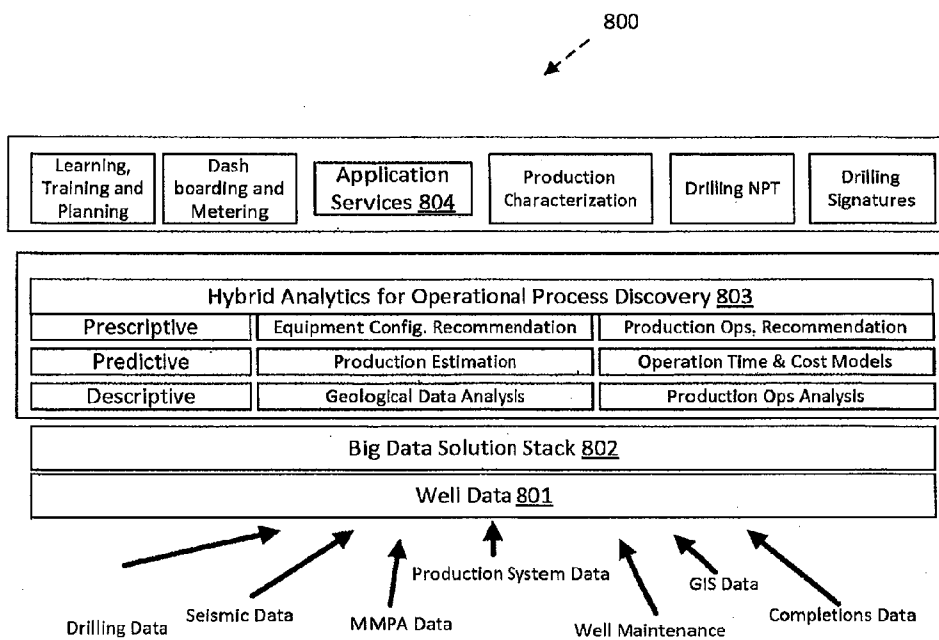 800
Learning,
Training and
Planning
Dash
boarding and
Metering
Application
Services 804
Production
Characterization
Drilling NPT
Drilling
Signatures
Hybrid Analytics for Operational Process Discovery 803
Prescriptive
Equipment Config. Recommendation
Production Ops. Recommendation
Predictive
Production Estimation
Operation Time & Cost Models
Descriptive
Geological Data Analysis
Production Ops Analysis
Big Data Solution Stack 802
Well Data 801
Drilling Data
Seismic Data
MMPA Data
Production System Data
Well Maintenance
GIS Data
Completions Data